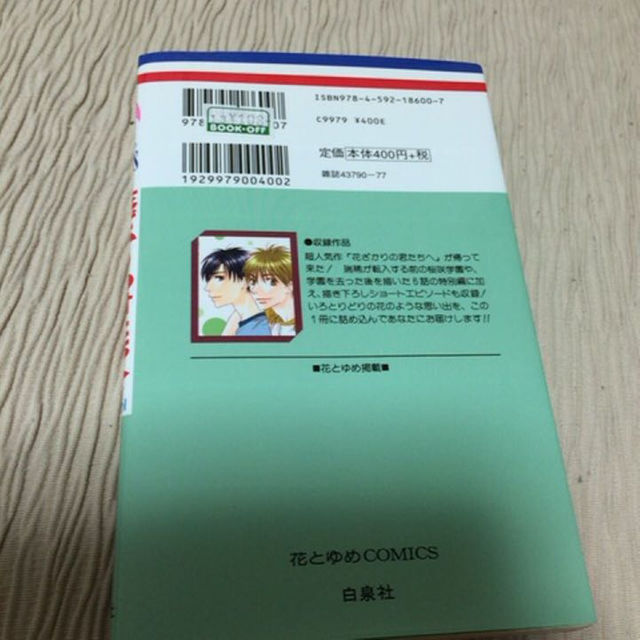 ISBN978-4-592-18600-7
C9979 ¥400E
BOOK・OFF
定価 本体400円+税
1929979004002
雑誌43790-77
●収録作品
超人気作『花ざかりの君たちへ』が帰って
来た! 瑞稀が転入する前の桜咲学園や、
学園を去った後を描いた5話の特別編に加
え、描き下ろしショートエピソードも収録!
いろとりどりの花のような思い出を、この
1冊に詰め込んであなたにお届けします!!
■花とゆめ掲載■
花とゆめCOMICS
白泉社